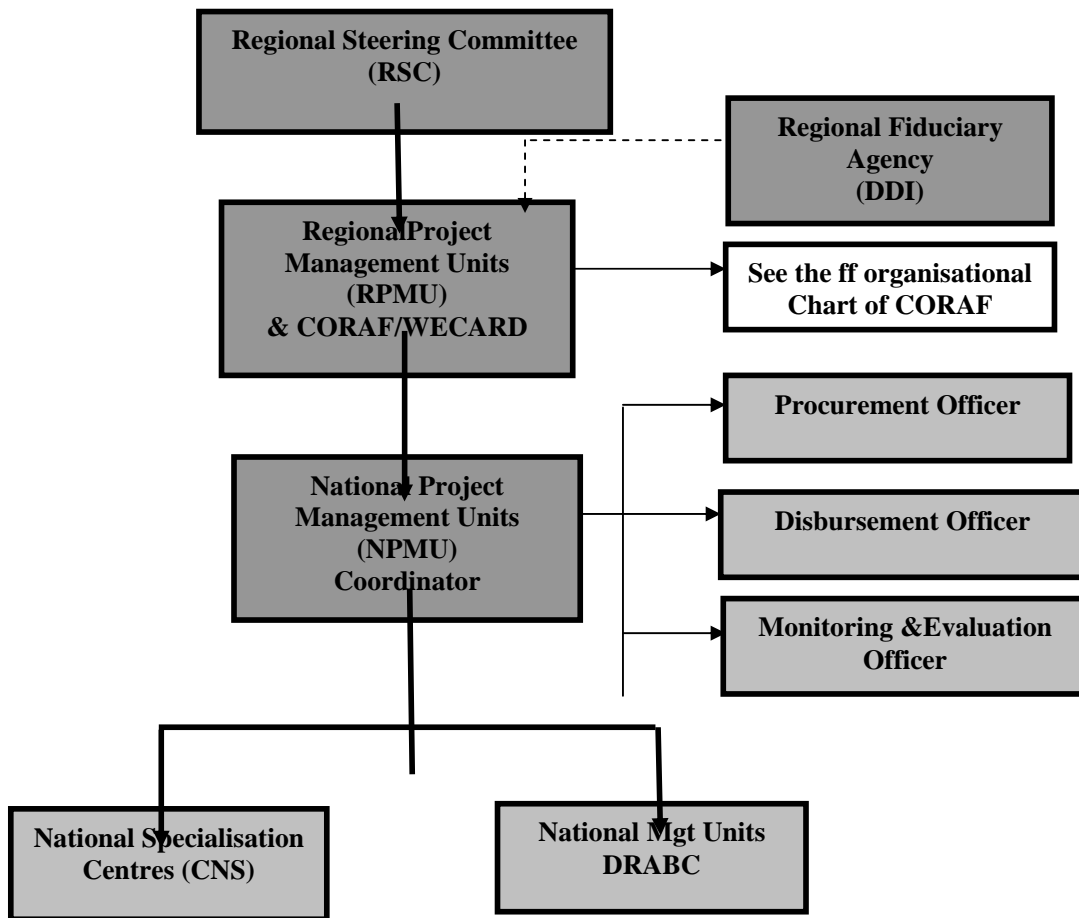 Regional Steering Committee
(RSC)
Regional Fiduciary
Agency
(DDI)
RegionalProject
Management Units
(RPMU)
& CORAF/WECARD
See the ff organisational
Chart of CORAF
Procurement Officer
National Project
Management Units
(NPMU)
Coordinator
Disbursement Officer
Monitoring &Evaluation
Officer
National Specialisation
Centres (CNS)
National Mgt Units
DRABC